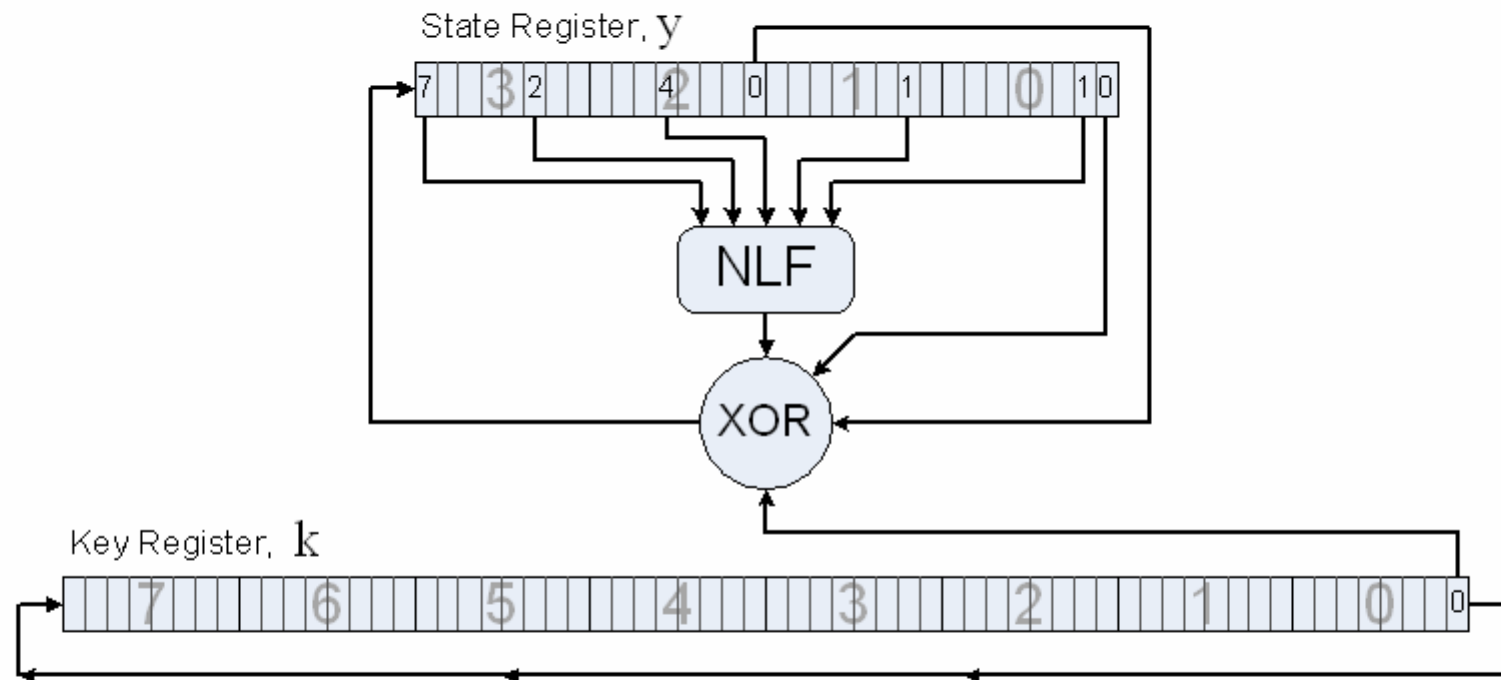 State Register, y
7 3 2 4 2 0 1 1 0 1 0
NLF
XOR
Key Register, k
7 6 5 4 3 2 1 0 0